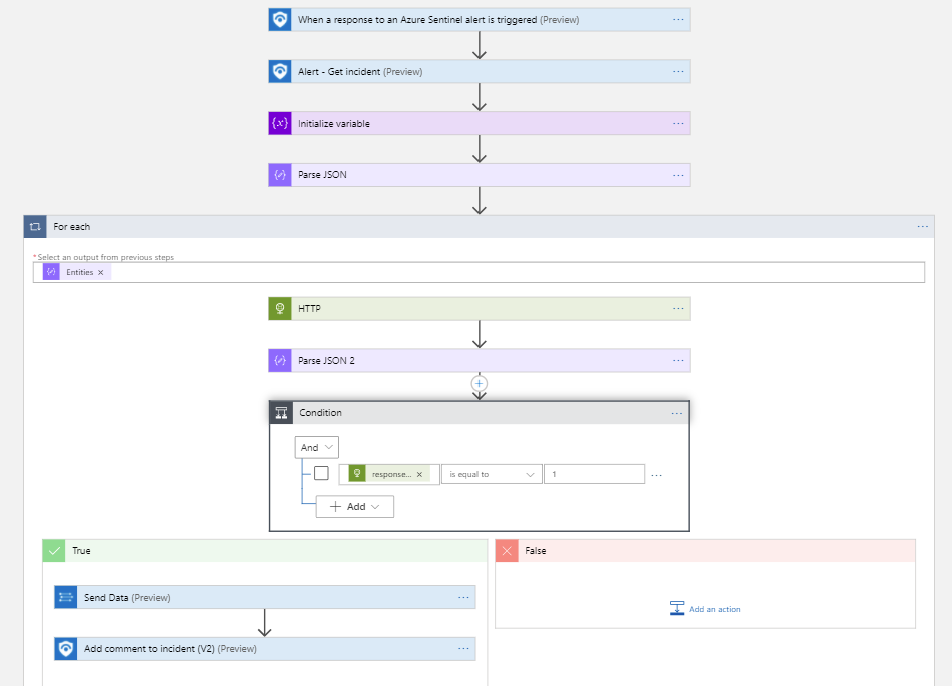 When a response to an Azure Sentinel alert is triggered (Preview)
Alert - Get incident (Preview)
{x} Initialize variable
Parse JSON
For each
*Select an output from previous steps
Entities ×
HTTP
Parse JSON 2
Condition
And
response... × is equal to 1
+ Add
True
False
Send Data (Preview)
Add an action
Add comment to incident (V2) (Preview)